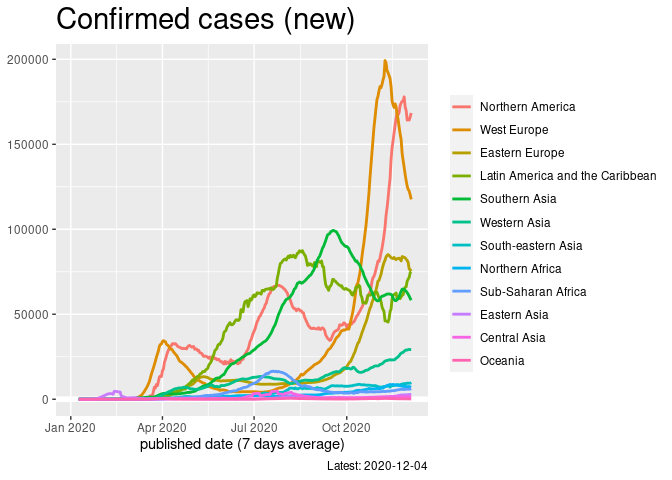 Confirmed cases (new)
200000
150000
100000
50000
0
Jan 2020
Apr 2020
Jul 2020
Oct 2020
published date (7 days average)
Latest: 2020-12-04
Northern America
West Europe
Eastern Europe
Latin America and the Caribbean
Southern Asia
Western Asia
South-eastern Asia
Northern Africa
Sub-Saharan Africa
Eastern Asia
Central Asia
Oceania